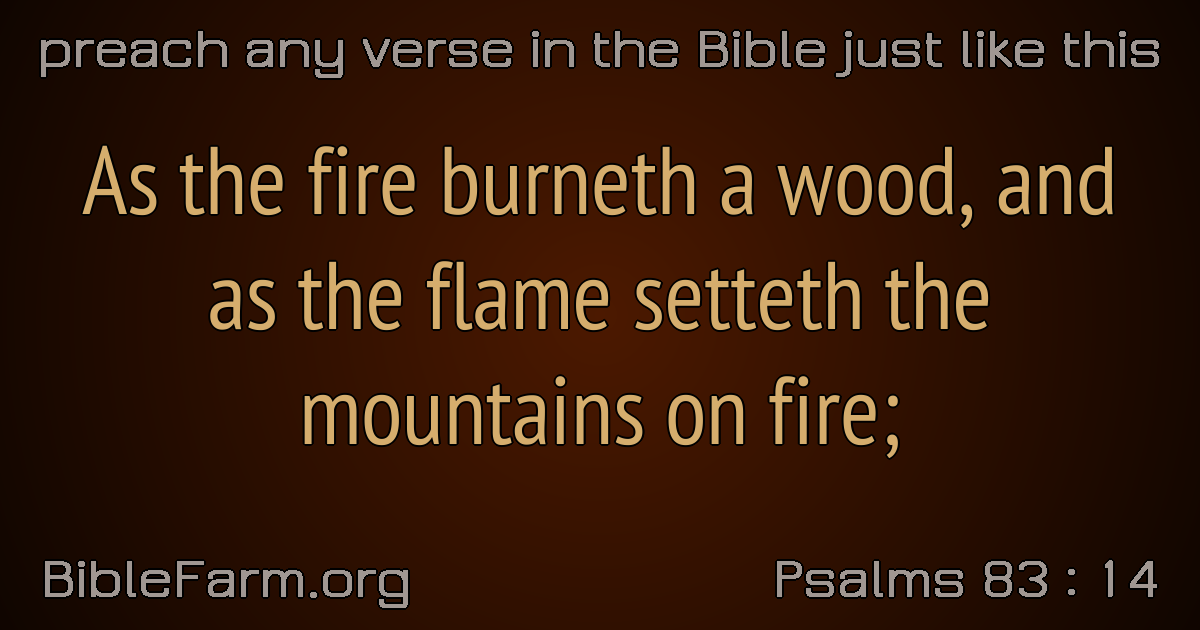 preach any verse in the Bible just like this
As the fire burneth a wood, and
as the flame setteth the
mountains on fire;
BibleFarm.org
Psalms 83 : 14